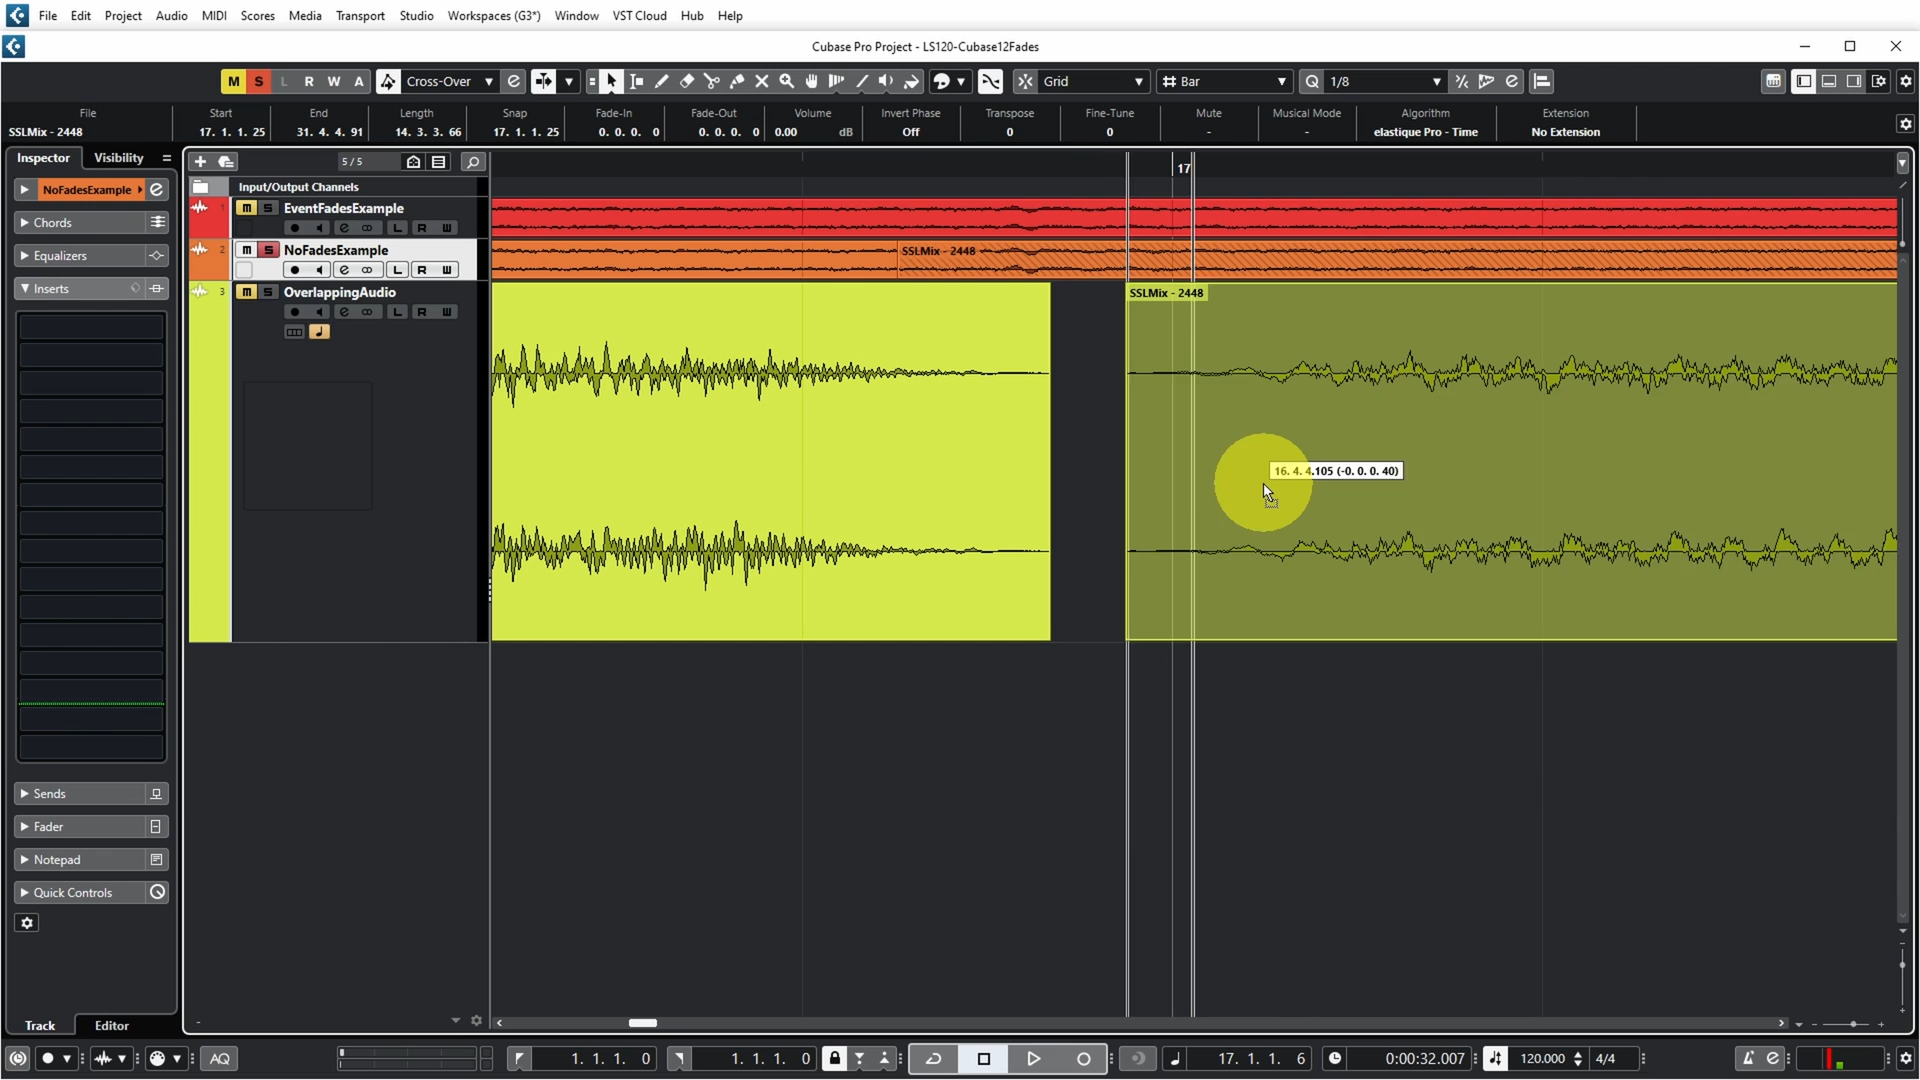 File Edit Project Audio MIDI Scores Media Transport Studio Workspaces (G3*) Window VST Cloud Hub Help
Cubase Pro Project - LS120-Cubase12Fades
M S L R W A Cross-Over Grid Bar Q 1/8
File Start End Length Snap Fade-In Fade-Out Volume Invert Phase Transpose Fine-Tune Mute Musical Mode Algorithm Extension
SSLMix - 2448 17. 1. 1. 25 31. 4. 4. 91 14. 3. 3. 66 17. 1. 1. 25 0. 0. 0. 0 0. 0. 0. 0 0.00 dB Off 0 0 - - elastique Pro - Time No Extension
Inspector Visibility
5 / 5
17
NoFadesExample
Chords
Equalizers
Inserts
Sends
Fader
Notepad
Quick Controls
Input/Output Channels
1 m S EventFadesExample
L R W
2 m S NoFadesExample
L R W
SSLMix - 2448
3 m S OverlappingAudio
L R W
SSLMix - 2448
16. 4. 4.105 (-0. 0. 0. 40)
Track Editor
AQ 1. 1. 1. 0 1. 1. 1. 0 17. 1. 1. 6 0:00:32.007 120.000 4/4